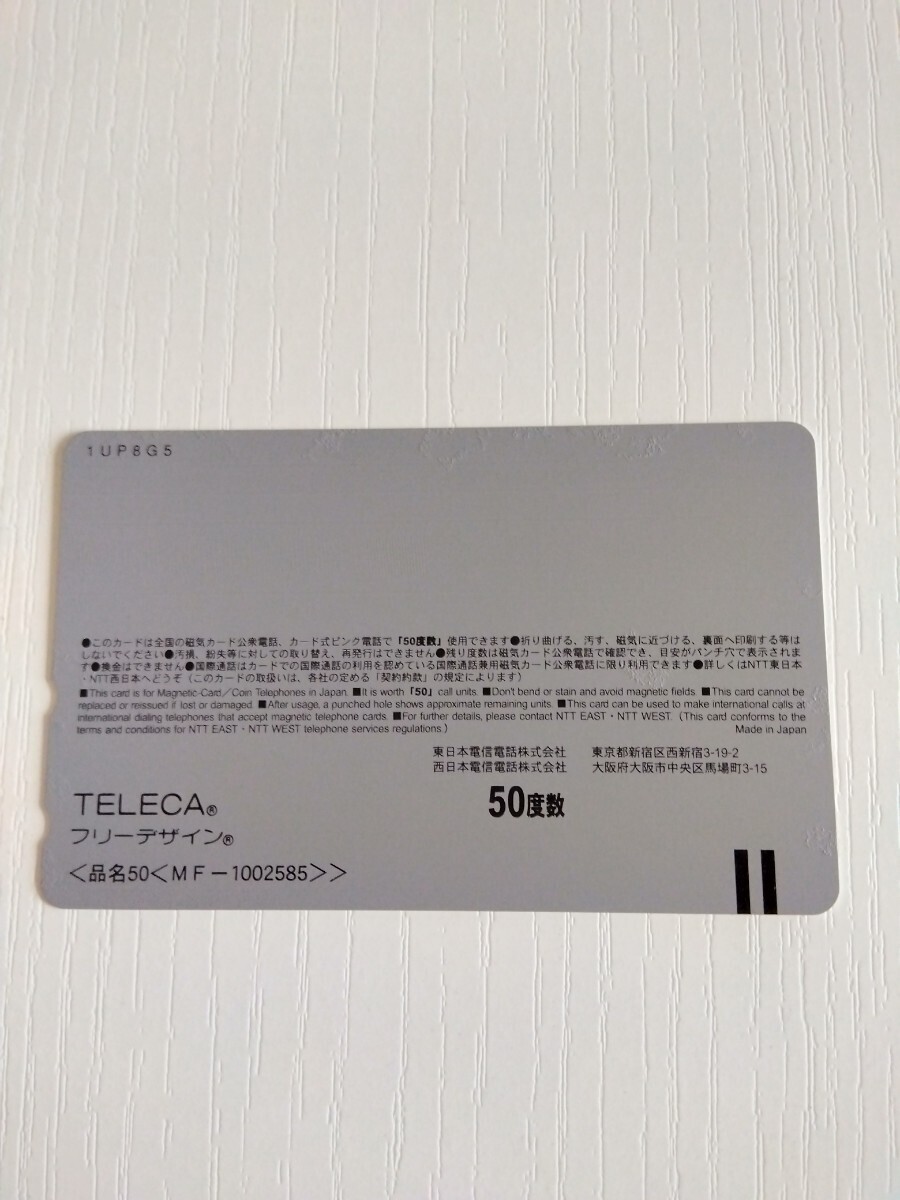 1UP8G5
●このカードは全国の磁気カード公衆電話、カード式ピンク電話で「50度数」使用できます●折り曲げる、汚す、磁気に近づける、裏面へ印刷する等は
しないでください●汚損、紛失等に対しての取り替え、再発行はできません●残り度数は磁気カード公衆電話で確認でき、目安がパンチ穴で表示されま
す●換金はできません●国際通話はカードでの国際通話の利用を認めている国際通話兼用磁気カード公衆電話に限り利用できます●詳しくはNTT東日本
・NTT西日本へどうぞ（このカードの取扱いは、各社の定める「契約約款」の規定によります）
■This card is for Magnetic-Card／Coin Telephones in Japan. ■It is worth「50」call units. ■Don't bend or stain and avoid magnetic fields. ■This card cannot be
replaced or reissued if lost or damaged. ■After usage, a punched hole shows approximate remaining units. ■This card can be used to make international calls at
international dialing telephones that accept magnetic telephone cards. ■For further details, please contact NTT EAST・NTT WEST.（This card conforms to the
terms and conditions for NTT EAST・NTT WEST telephone services regulations.） Made in Japan
東日本電信電話株式会社 東京都新宿区西新宿3-19-2
西日本電信電話株式会社 大阪府大阪市中央区馬場町3-15
TELECA® 50度数
フリーデザイン®
＜品名50＜MF－1002585＞＞